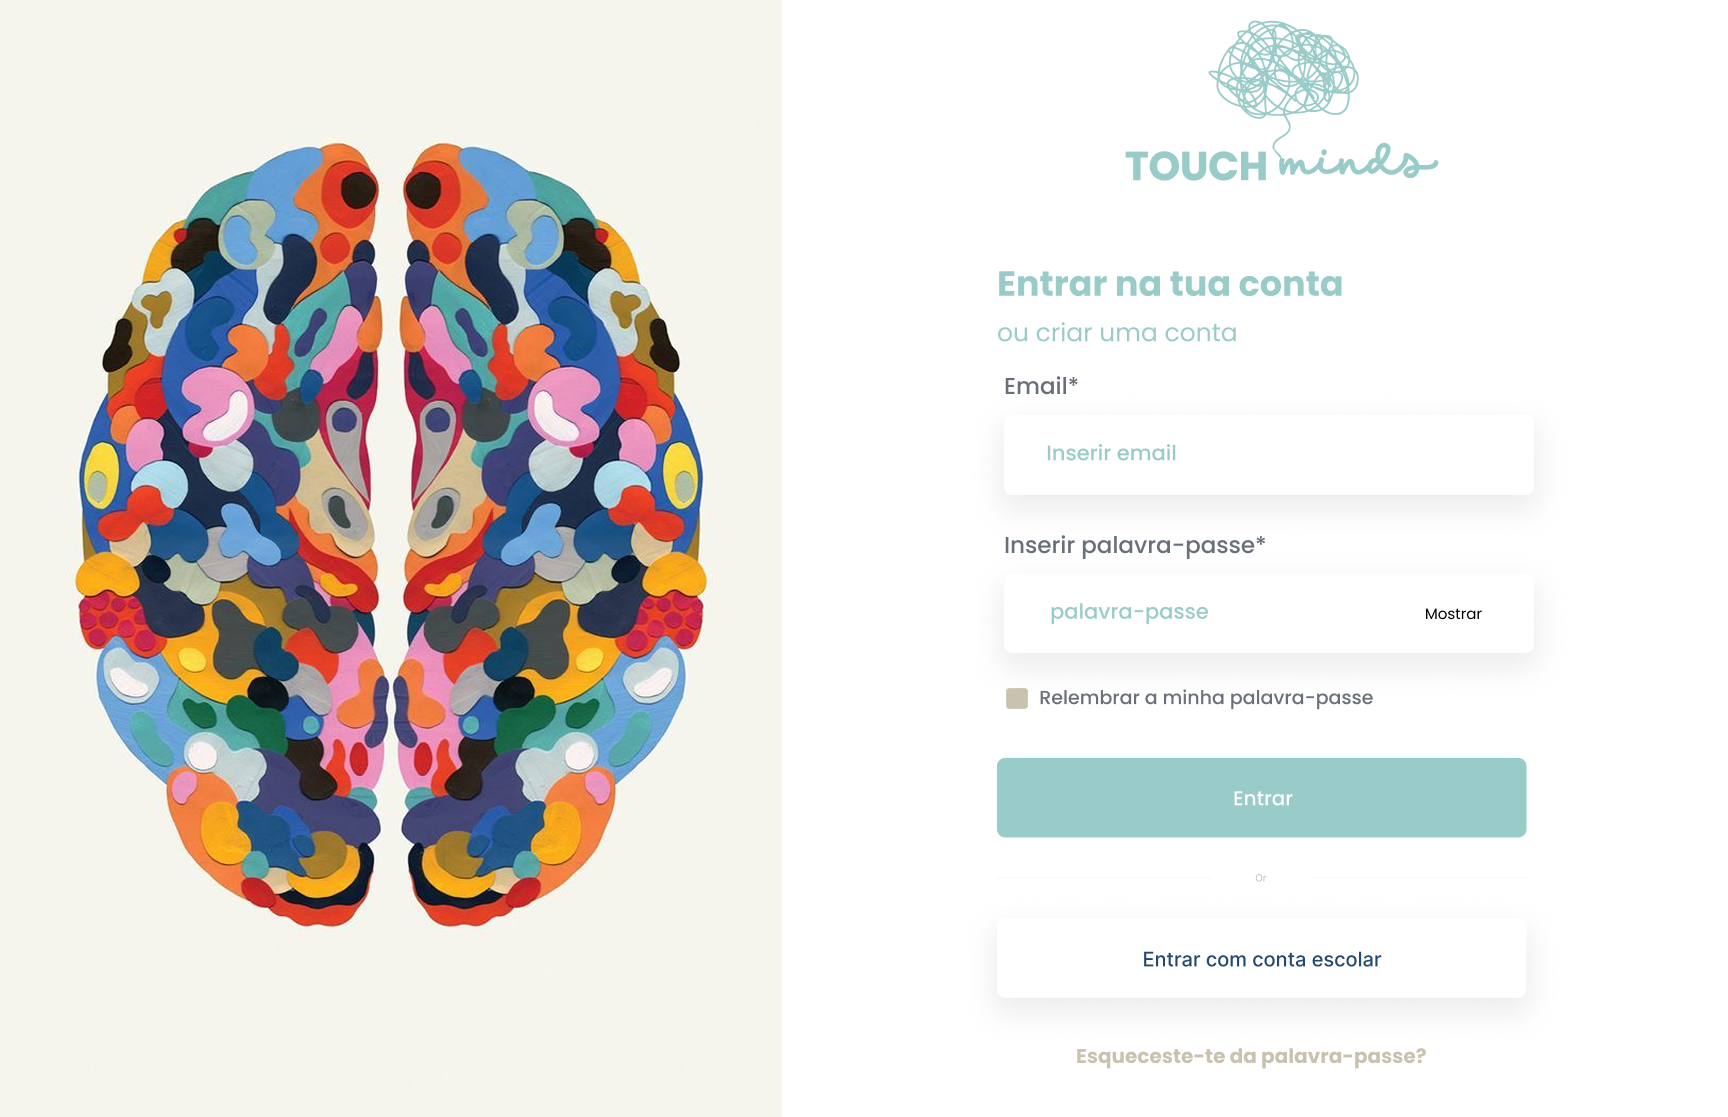 TOUCH minds
Entrar na tua conta
ou criar uma conta
Email*
Inserir email
Inserir palavra-passe*
palavra-passe
Mostrar
Relembrar a minha palavra-passe
Entrar
Or
Entrar com conta escolar
Esqueceste-te da palavra-passe?